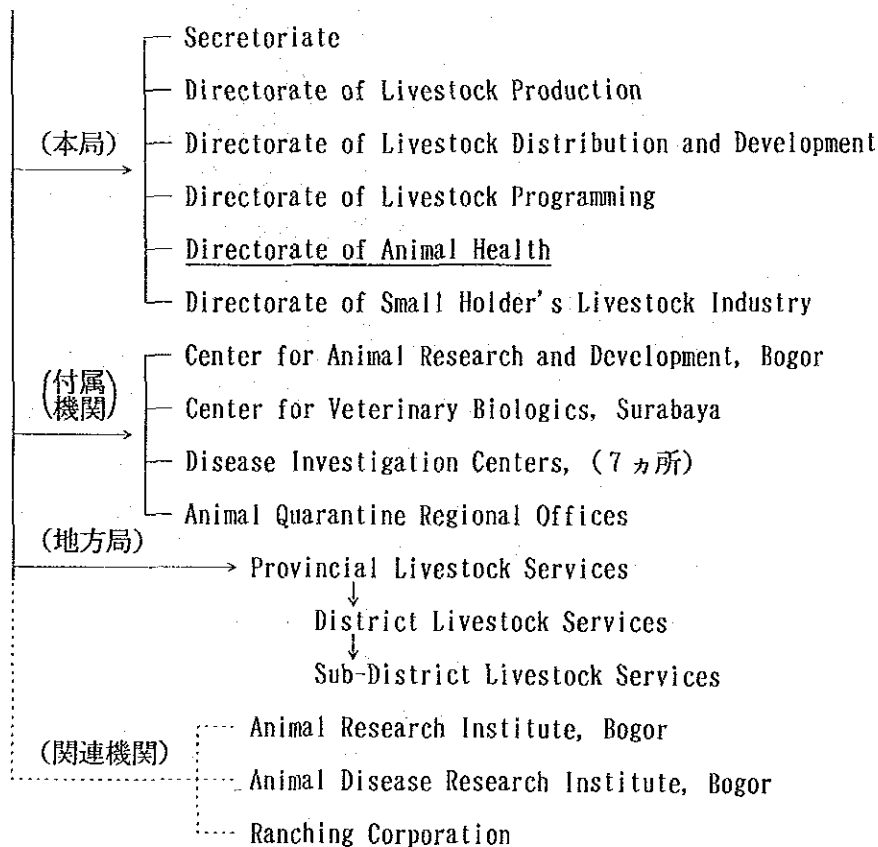 Secretoriate
Directorate of Livestock Production
(本局)
Directorate of Livestock Distribution and Development
Directorate of Livestock Programming
Directorate of Animal Health
Directorate of Small Holder's Livestock Industry
Center for Animal Research and Development, Bogor
(付属
機関)
Center for Veterinary Biologics, Surabaya
Disease Investigation Centers, (7ヵ所)
Animal Quarantine Regional Offices
(地方局)
Provincial Livestock Services
District Livestock Services
Sub-District Livestock Services
Animal Research Institute, Bogor
(関連機関)
Animal Disease Research Institute, Bogor
Ranching Corporation